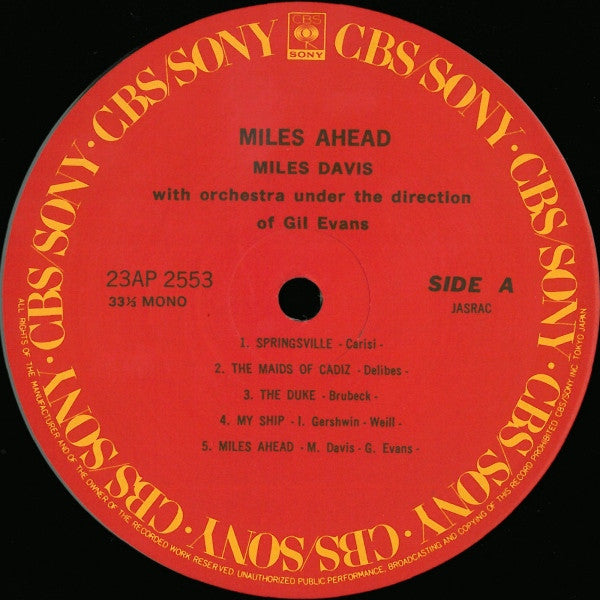 CBS
SONY
CBS/SONY · CBS/SONY · CBS/SONY · CBS/SONY · CBS/SONY · CBS/SONY · CBS/SONY · CBS/SONY
MILES AHEAD
MILES DAVIS
with orchestra under the direction
of Gil Evans
23AP 2553
33⅓ MONO
SIDE A
JASRAC
1. SPRINGSVILLE - Carisi -
2. THE MAIDS OF CADIZ - Delibes -
3. THE DUKE - Brubeck -
4. MY SHIP - I. Gershwin - Weill -
5. MILES AHEAD - M. Davis - G. Evans -
ALL RIGHTS OF THE MANUFACTURER AND OF THE OWNER OF THE RECORDED WORK RESERVED. UNAUTHORIZED PUBLIC PERFORMANCE, BROADCASTING AND COPYING OF THIS RECORD PROHIBITED CBS/SONY INC. TOKYO JAPAN